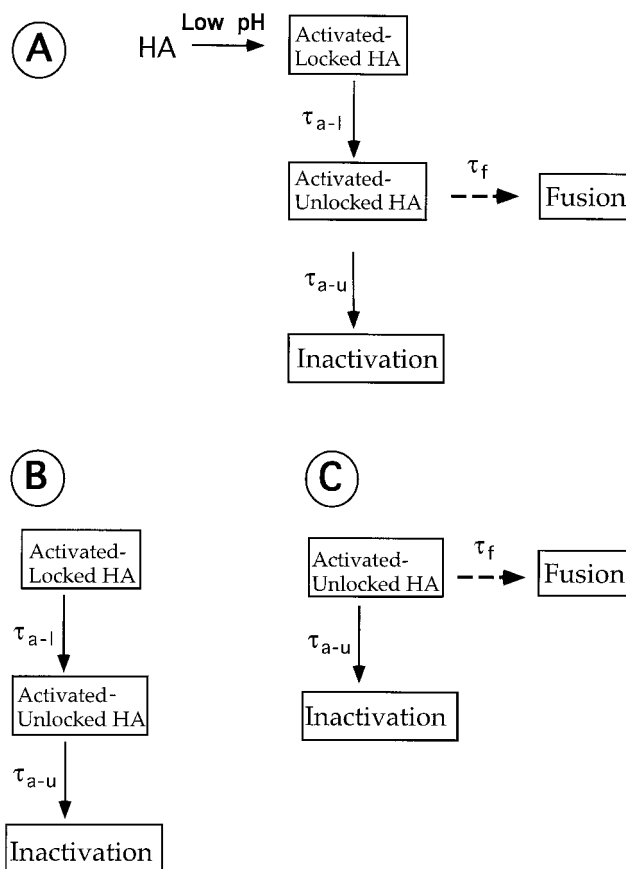 A
HA
Low pH
Activated-
Locked HA
τa-l
Activated-
Unlocked HA
τf
Fusion
τa-u
Inactivation
B
C
Activated-
Locked HA
τa-l
Activated-
Unlocked HA
τa-u
Inactivation
Activated-
Unlocked HA
τf
Fusion
τa-u
Inactivation